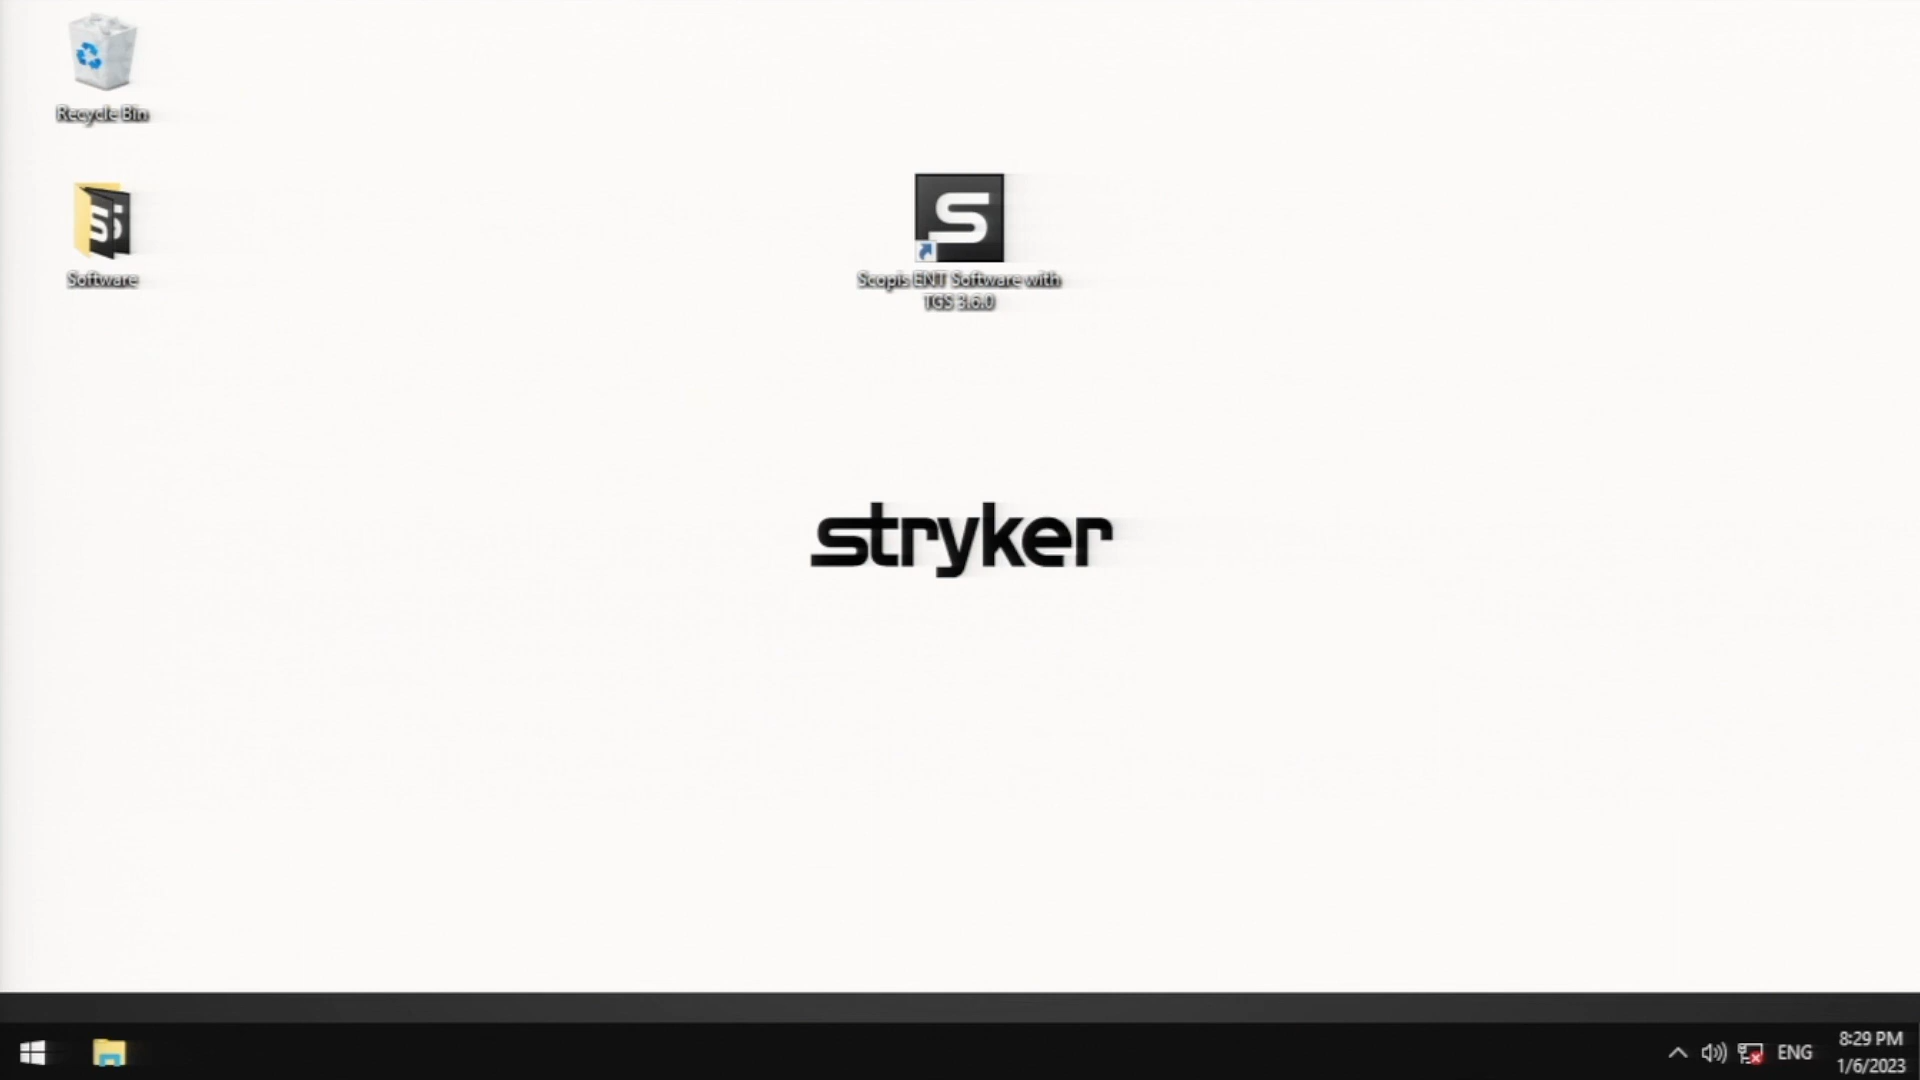 Recycle Bin
Software
Scopis ENT Software with
TGS 3.6.0
stryker
ENG
8:29 PM
1/6/2023